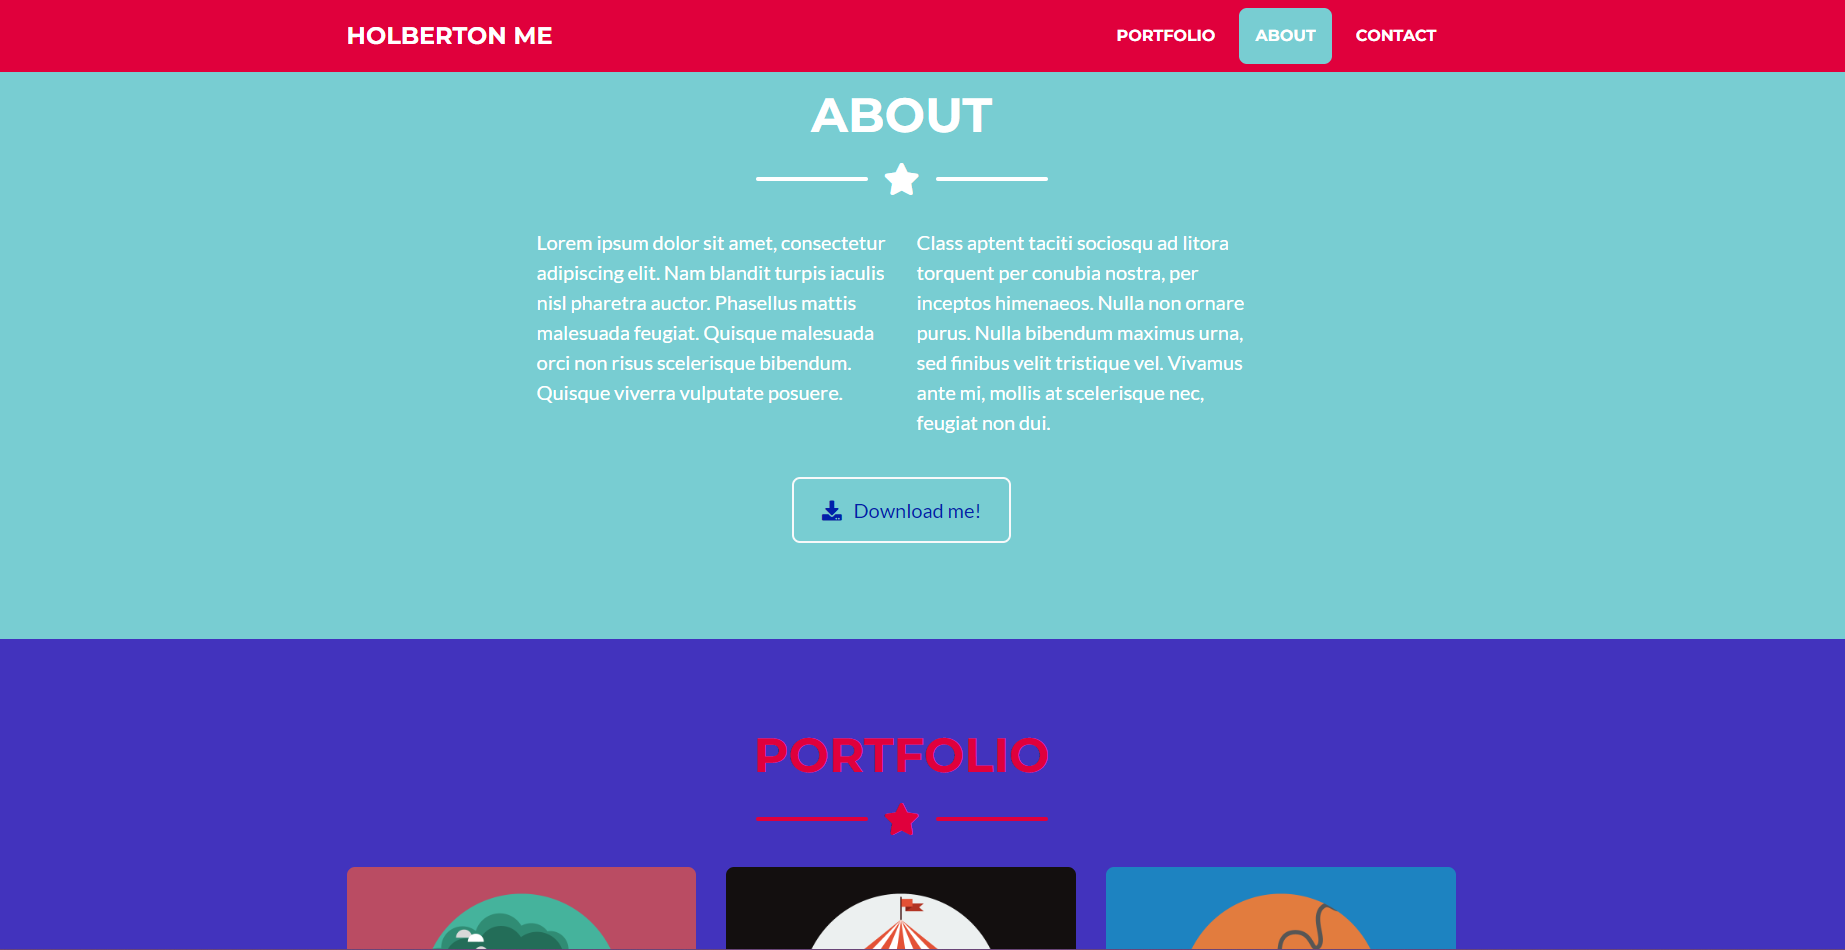 HOLBERTON ME
PORTFOLIO
ABOUT
CONTACT
ABOUT
Lorem ipsum dolor sit amet, consectetur
adipiscing elit. Nam blandit turpis iaculis
nisl pharetra auctor. Phasellus mattis
malesuada feugiat. Quisque malesuada
orci non risus scelerisque bibendum.
Quisque viverra vulputate posuere.
Class aptent taciti sociosqu ad litora
torquent per conubia nostra, per
inceptos himenaeos. Nulla non ornare
purus. Nulla bibendum maximus urna,
sed finibus velit tristique vel. Vivamus
ante mi, mollis at scelerisque nec,
feugiat non dui.
Download me!
PORTFOLIO